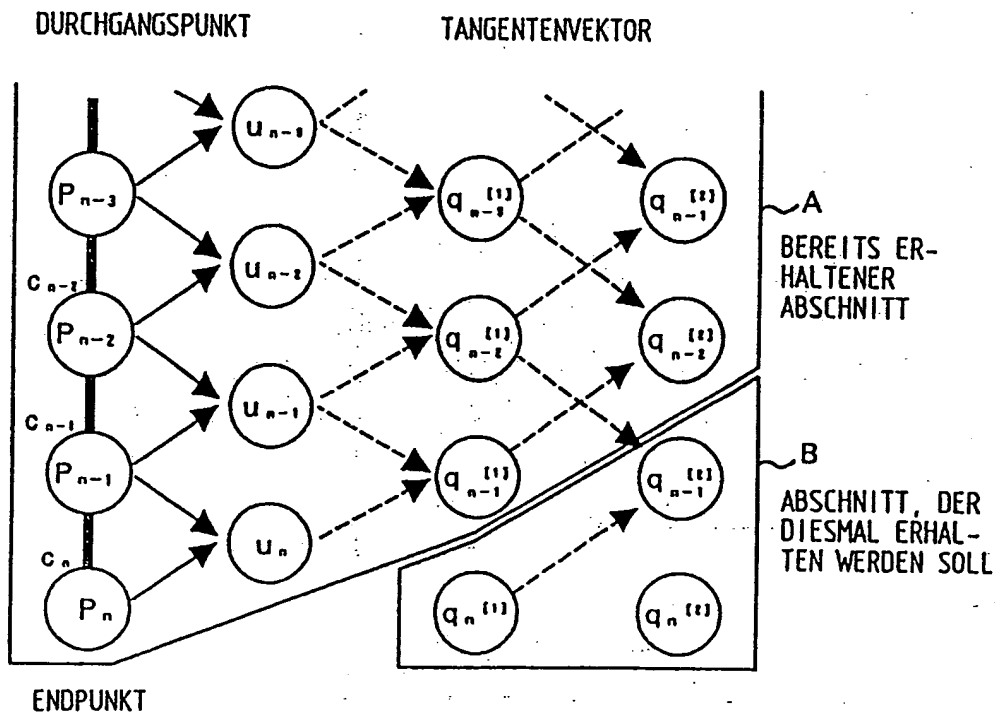 DURCHGANGSPUNKT
TANGENTENVEKTOR
u n-3
P n-3
q n-3 [1]
q n-1 [2]
A
BEREITS ER-
HALTENER
ABSCHNITT
c n-2
u n-2
P n-2
q n-2 [1]
q n-2 [2]
c n-1
u n-1
P n-1
q n-1 [1]
q n-1 [2]
B
ABSCHNITT, DER
DIESMAL ERHAL-
TEN WERDEN SOLL
c n
u n
P n
q n [1]
q n [2]
ENDPUNKT